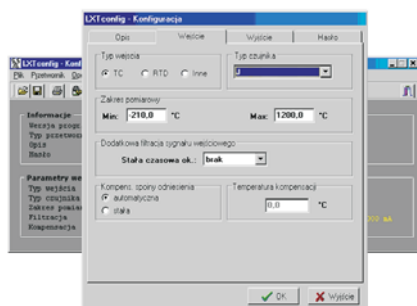 LXTconfig - Konfiguracja
Opis
Wejście
Wyjście
Hasło
Typ wejścia
TC
RTD
Inne
Typ czujnika
J
Zakres pomiarowy
Min: -210,0 °C
Max: 1200,0 °C
Dodatkowa filtracja sygnału wejściowego
Stała czasowa ok.: brak
Kompens. spoiny odniesienia
automatyczna
stała
Temperatura kompensacji
0,0 °C
OK
Wyjście
LXTconfig - Konf
Plik Przetwornik
Informacje
Wersja progr
Typ przetwor
Opis
Hasło
Parametry we
Typ wejścia
Typ czujnika
Zakres pomia
Filtracja
Kompensacja
000 mA